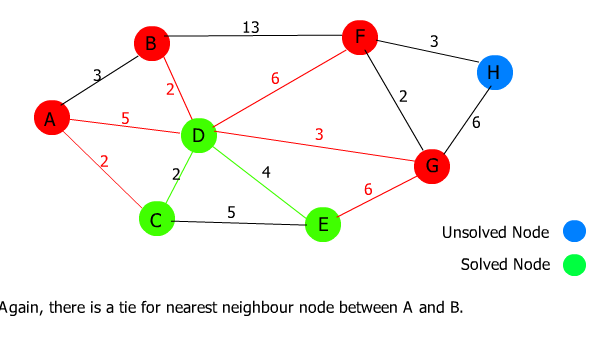 13
B
F
3
H
3
6
2
2
A
5
D
3
6
2
2
4
G
6
C
5
E
Unsolved Node
Solved Node
Again, there is a tie for nearest neighbour node between A and B.